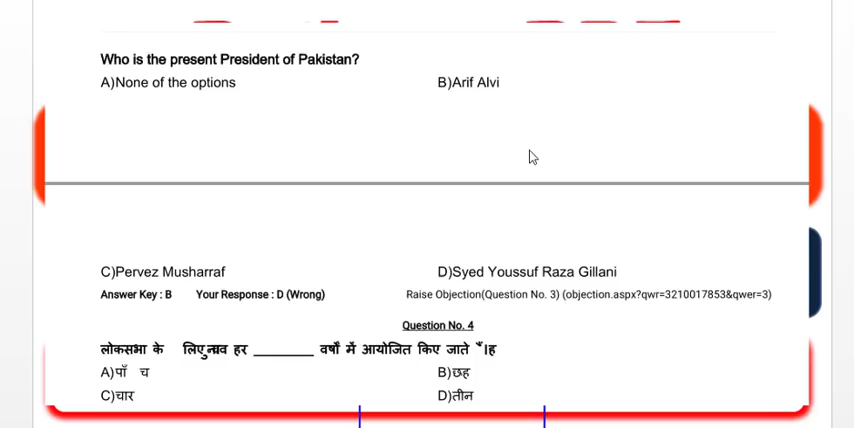 Who is the present President of Pakistan?
A)None of the options B)Arif Alvi
C)Pervez Musharraf D)Syed Youssuf Raza Gillani
Answer Key : B Your Response : D (Wrong) Raise Objection(Question No. 3) (objection.aspx?qwr=3210017853&qwer=3)
Question No. 4
लोकसभा के लिए चुनाव हर ________ वर्षों में आयोजित किए जाते हैं।
A)पाँ च B)छह
C)चार D)तीन